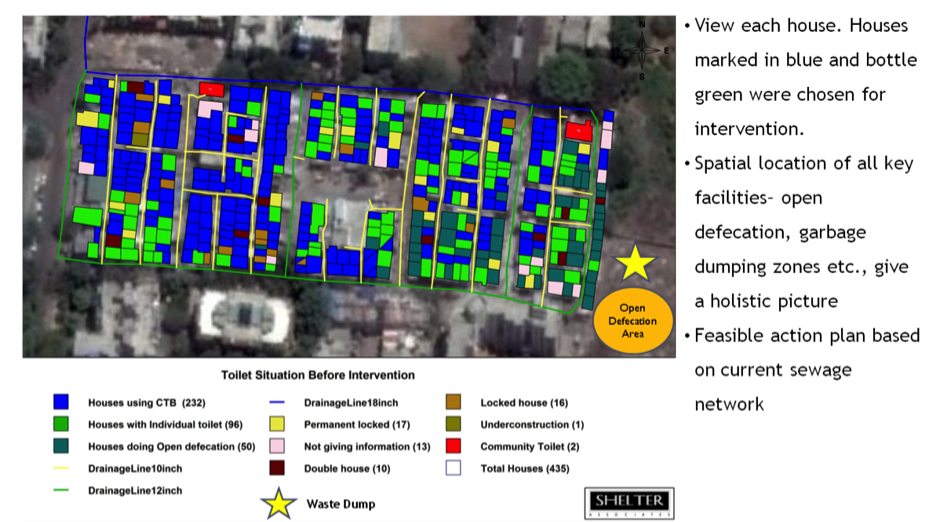 N
E
S
Open
Defecation
Area
Toilet Situation Before Intervention
Houses using CTB (232)
Houses with Individual toilet (96)
Houses doing Open defecation (50)
DrainageLine10inch
DrainageLine12inch
DrainageLine18inch
Permanent locked (17)
Not giving information (13)
Double house (10)
Waste Dump
Locked house (16)
Underconstruction (1)
Community Toilet (2)
Total Houses (435)
SHELTER
ASSOCIATES
• View each house. Houses
marked in blue and bottle
green were chosen for
intervention.
• Spatial location of all key
facilities- open
defecation, garbage
dumping zones etc., give
a holistic picture
• Feasible action plan based
on current sewage
network